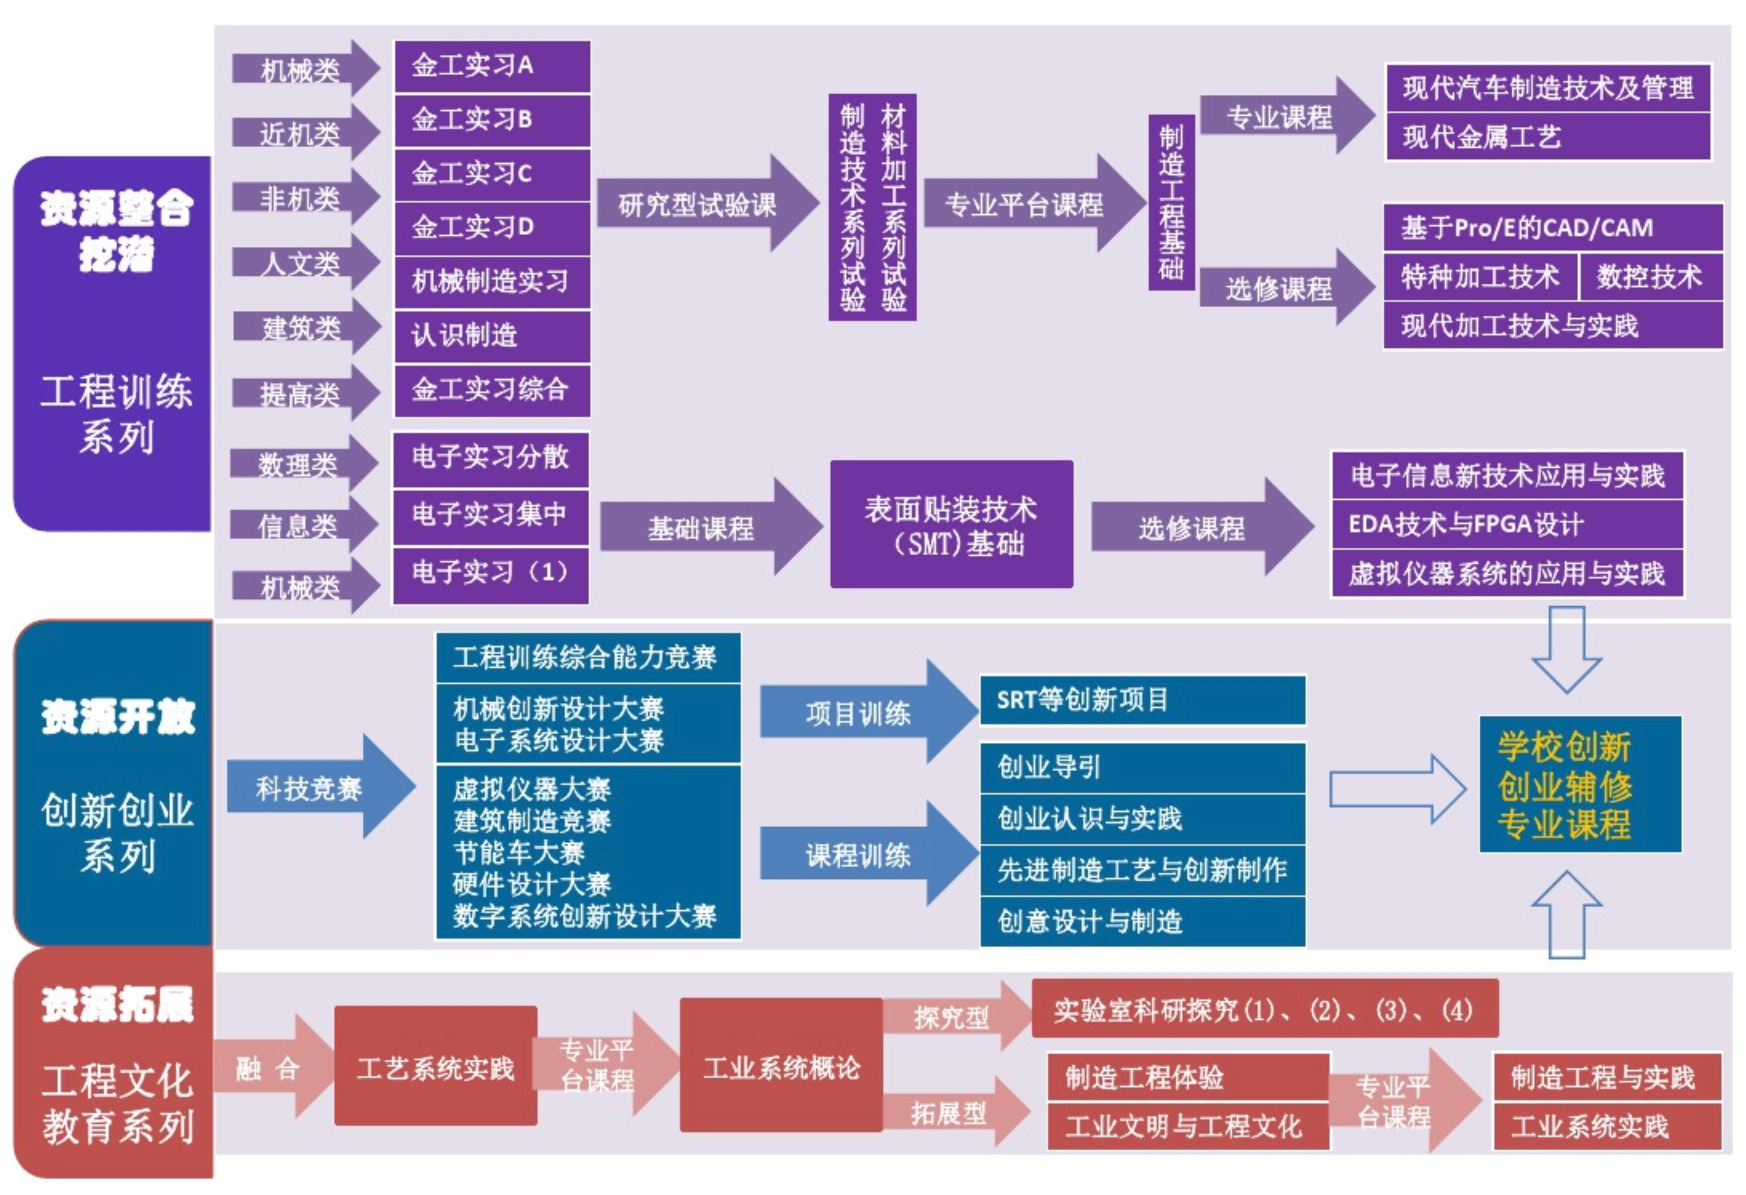 资源整合
挖潜
工程训练
系列
机械类
近机类
非机类
人文类
建筑类
提高类
数理类
信息类
机械类
金工实习A
金工实习B
金工实习C
金工实习D
机械制造实习
认识制造
金工实习综合
电子实习分散
电子实习集中
电子实习（1）
研究型试验课
制造技术系列试验
材料加工系列试验
专业平台课程
制造工程基础
专业课程
现代汽车制造技术及管理
现代金属工艺
选修课程
基于Pro/E的CAD/CAM
特种加工技术
数控技术
现代加工技术与实践
基础课程
表面贴装技术
（SMT)基础
选修课程
电子信息新技术应用与实践
EDA技术与FPGA设计
虚拟仪器系统的应用与实践
资源开放
创新创业
系列
科技竞赛
工程训练综合能力竞赛
机械创新设计大赛
电子系统设计大赛
虚拟仪器大赛
建筑制造竞赛
节能车大赛
硬件设计大赛
数字系统创新设计大赛
项目训练
SRT等创新项目
课程训练
创业导引
创业认识与实践
先进制造工艺与创新制作
创意设计与制造
学校创新
创业辅修
专业课程
资源拓展
工程文化
教育系列
融 合
工艺系统实践
专业平
台课程
工业系统概论
探究型
实验室科研探究(1)、(2)、(3)、(4)
拓展型
制造工程体验
工业文明与工程文化
专业平
台课程
制造工程与实践
工业系统实践